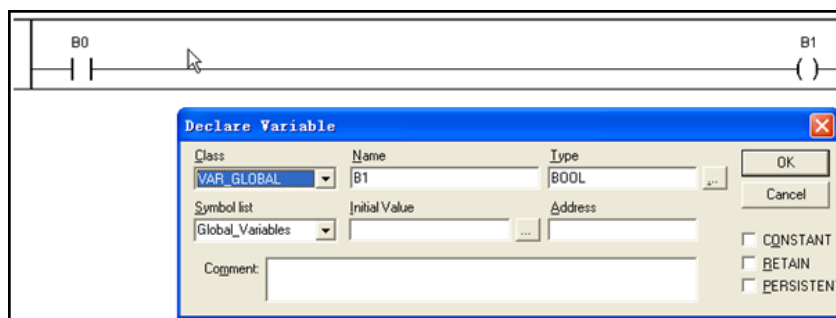 B0 B1
Declare Variable
Class Name Type
VAR_GLOBAL B1 BOOL ... OK
Cancel
Symbol list Initial Value Address
Global_Variables ...
CONSTANT
Comment: RETAIN
PERSISTEN